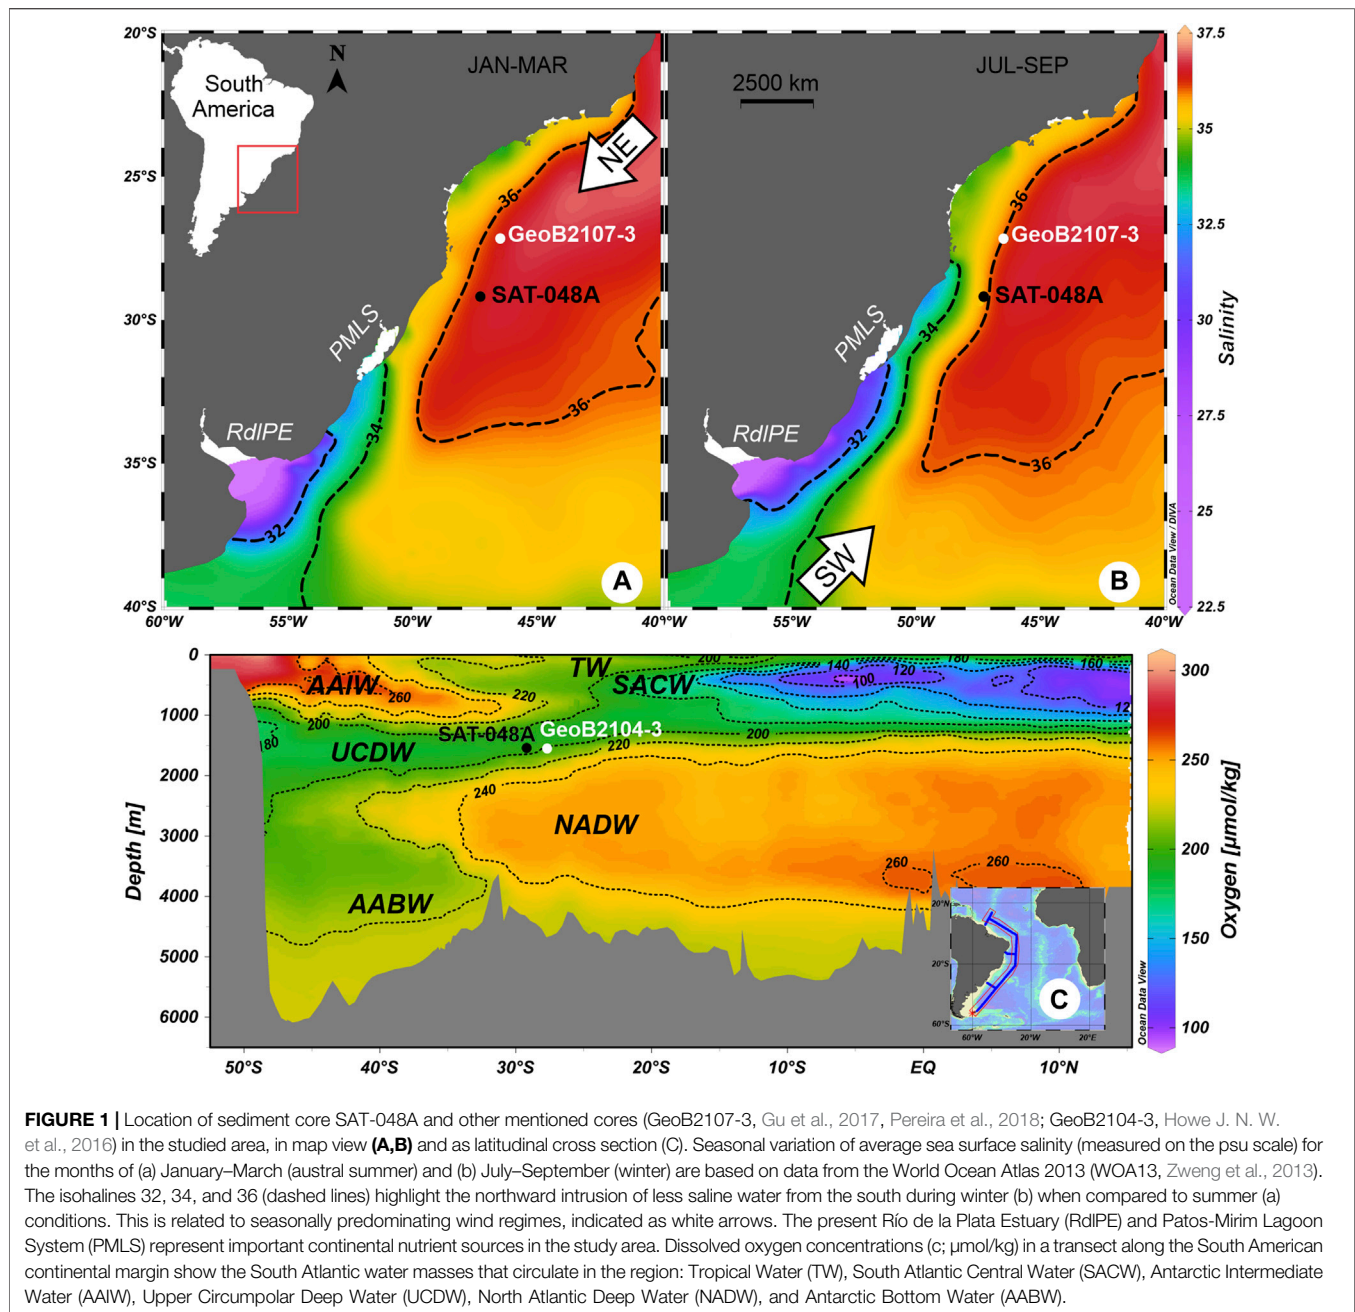 20°S
25°S
30°S
35°S
40°S
N
South
America
JAN-MAR
NE
36
GeoB2107-3
SAT-048A
PMLS
RdlPE
34
32
36
A
60°W 55°W 50°W 45°W 40°W
JUL-SEP
2500 km
36
GeoB2107-3
SAT-048A
PMLS
34
RdlPE
32
36
SW
B
55°W 50°W 45°W 40°W
Ocean Data View / DIVA
37.5
35
32.5
30
27.5
25
22.5
Salinity
0
1000
2000
3000
4000
5000
6000
Depth [m]
TW
AAIW
SACW
260
220
200
180
200
140
120
100
180
160
SAT-048A
GeoB2104-3
UCDW
220
200
240
NADW
260
260
AABW
50°S 40°S 30°S 20°S 10°S EQ 10°N
20°N
20°S
60°S
60°W 20°W 20°E
C
Ocean Data View
300
250
200
150
100
Oxygen [µmol/kg]
FIGURE 1 | Location of sediment core SAT-048A and other mentioned cores (GeoB2107-3, Gu et al., 2017, Pereira et al., 2018; GeoB2104-3, Howe J. N. W.
et al., 2016) in the studied area, in map view (A,B) and as latitudinal cross section (C). Seasonal variation of average sea surface salinity (measured on the psu scale) for
the months of (a) January–March (austral summer) and (b) July–September (winter) are based on data from the World Ocean Atlas 2013 (WOA13, Zweng et al., 2013).
The isohalines 32, 34, and 36 (dashed lines) highlight the northward intrusion of less saline water from the south during winter (b) when compared to summer (a)
conditions. This is related to seasonally predominating wind regimes, indicated as white arrows. The present Río de la Plata Estuary (RdlPE) and Patos-Mirim Lagoon
System (PMLS) represent important continental nutrient sources in the study area. Dissolved oxygen concentrations (c; µmol/kg) in a transect along the South American
continental margin show the South Atlantic water masses that circulate in the region: Tropical Water (TW), South Atlantic Central Water (SACW), Antarctic Intermediate
Water (AAIW), Upper Circumpolar Deep Water (UCDW), North Atlantic Deep Water (NADW), and Antarctic Bottom Water (AABW).